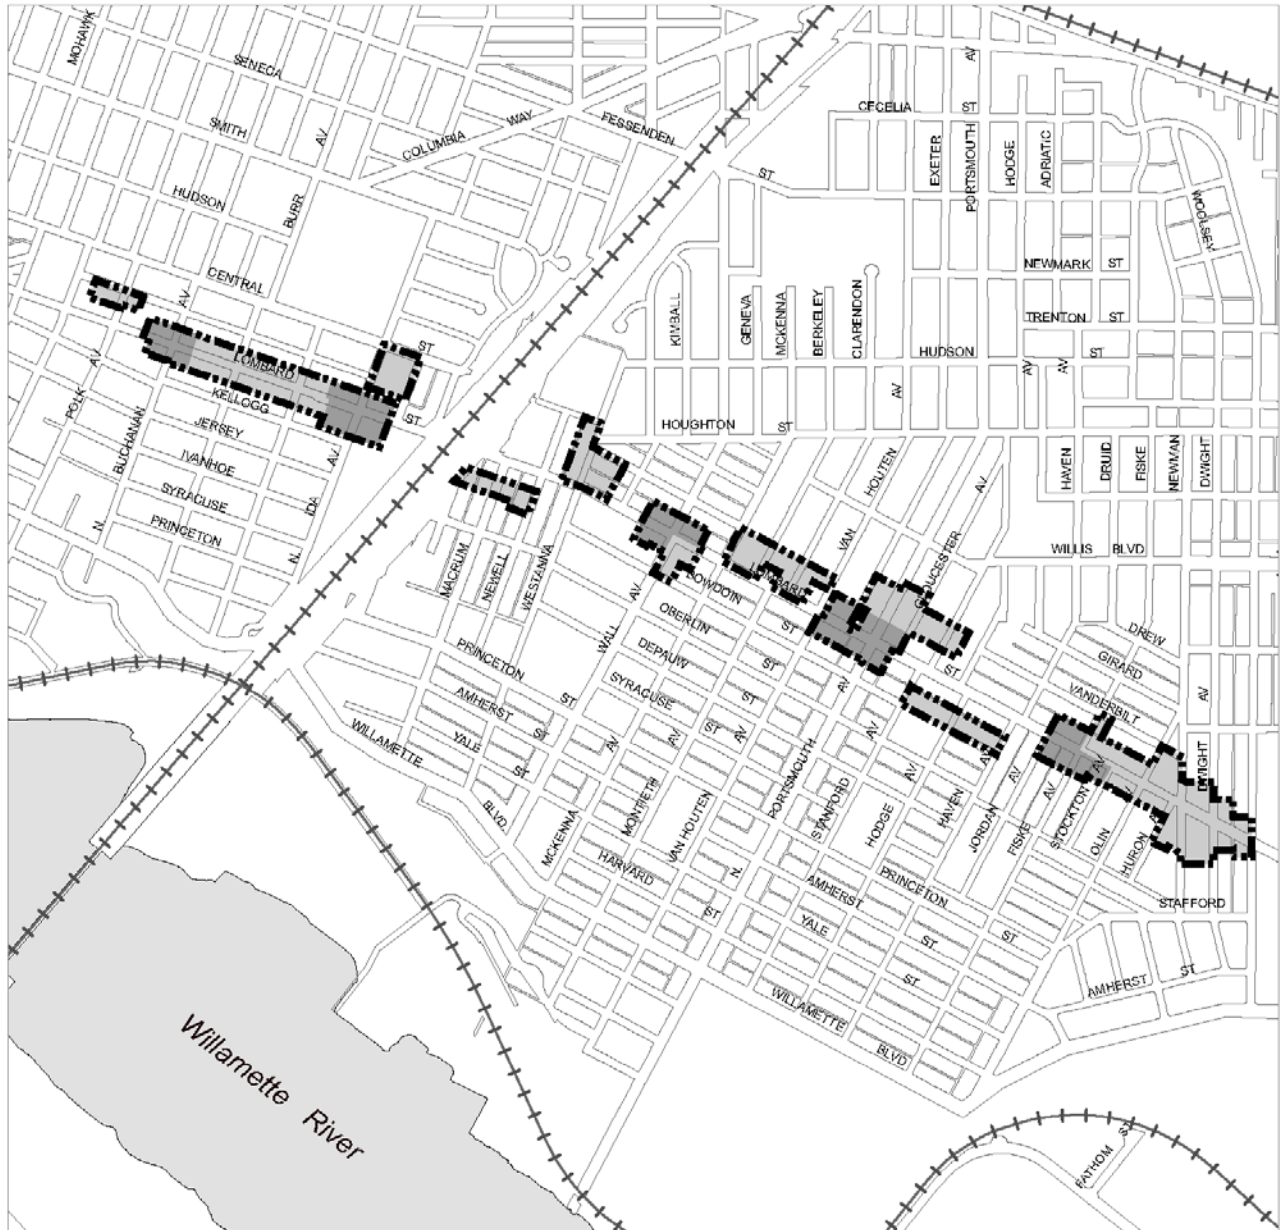 MOHAWK
SENECA
AV
SMITH
AV
COLUMBIA WAY
FESSENDEN
CECELIA ST
EXETER
PORTSMOUTH
HODGE
ADRIATIC
ST
HUDSON
BURR
WOOLSEY
CENTRAL
AV
NEWMARK ST
KIMBALL
GENEVA
MCKENNA
BERKELEY
CLARENDON
TRENTON ST
ST
LOMBARD
HUDSON
ST
AV
AV
AV
AV
POLK
KELLOGG
ST
JERSEY
HOUGHTON ST
BUCHANAN
IVANHOE
AV
HOUTEN
HAVEN
DRUID
FISKE
NEWMAN
DWIGHT
SYRACUSE
IDA
AV
PRINCETON
N.
N.
VAN
GLOUCESTER
WILLIS BLVD
MACRUM
NEWELL
WESTANNA
AV
LOMBARD
BOWDOIN
OBERLIN
ST
WALL
DREW
PRINCETON
DEPAUW
ST
ST
GIRARD
AMHERST
ST
SYRACUSE
ST
AV
VANDERBILT
AV
WILLAMETTE
YALE
ST
AV
AV
ST
AV
AV
AV
ST
PORTSMOUTH
AV
AV
AV
AV
DWIGHT
BLVD
MCKENNA
MONTIETH
VAN HOUTEN
STANFORD
HODGE
HAVEN
JORDAN
FISKE
STOCKTON
OLIN
HURON
HARVARD
N.
AMHERST
PRINCETON
STAFFORD
ST
YALE
ST
ST
ST
AMHERST ST
WILLAMETTE
BLVD
Willamette River
FATHOM ST